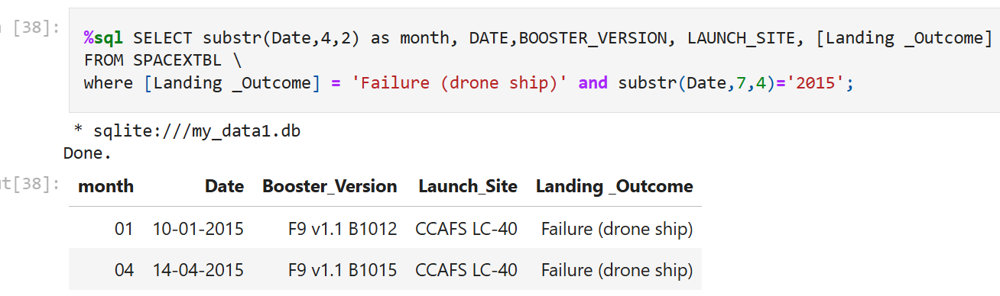 [38]:
%sql SELECT substr(Date,4,2) as month, DATE,BOOSTER_VERSION, LAUNCH_SITE, [Landing _Outcome]
FROM SPACEXTBL \
where [Landing _Outcome] = 'Failure (drone ship)' and substr(Date,7,4)='2015';
* sqlite:///my_data1.db
Done.
ut[38]:
month Date Booster_Version Launch_Site Landing _Outcome
01 10-01-2015 F9 v1.1 B1012 CCAFS LC-40 Failure (drone ship)
04 14-04-2015 F9 v1.1 B1015 CCAFS LC-40 Failure (drone ship)